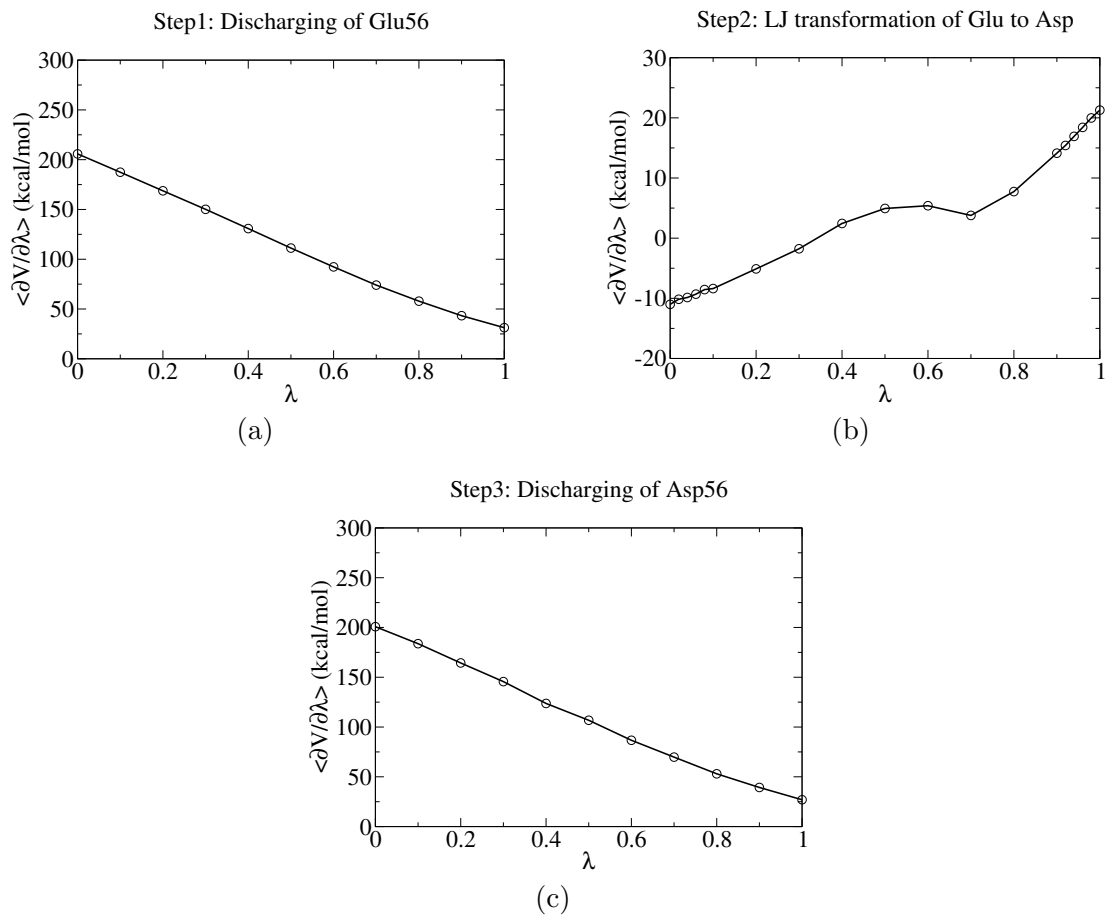 Step1: Discharging of Glu56
300
250
200
150
100
50
0
<∂V/∂λ> (kcal/mol)
0 0.2 0.4 0.6 0.8 1
λ
(a)
Step2: LJ transformation of Glu to Asp
30
20
10
0
-10
-20
<∂V/∂λ> (kcal/mol)
0 0.2 0.4 0.6 0.8 1
λ
(b)
Step3: Discharging of Asp56
300
250
200
150
100
50
0
<∂V/∂λ> (kcal/mol)
0 0.2 0.4 0.6 0.8 1
λ
(c)